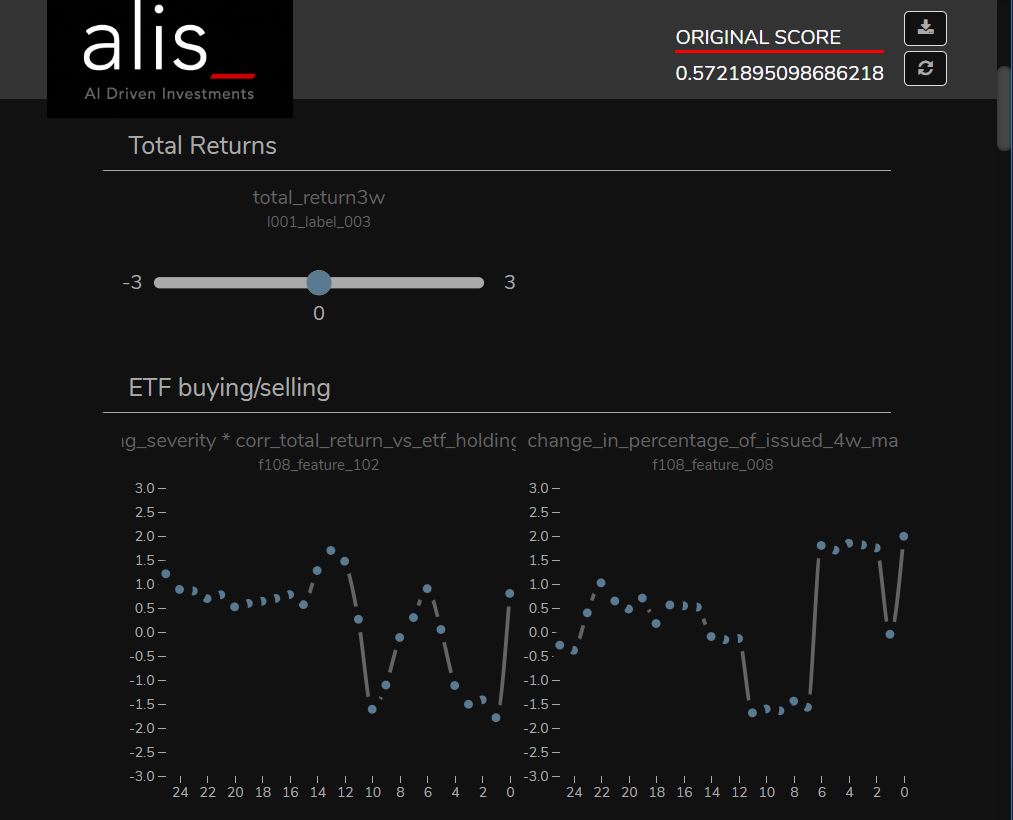 alis_
AI Driven Investments
ORIGINAL SCORE
0.5721895098686218
Total Returns
total_return3w
l001_label_003
-3
3
0
ETF buying/selling
ng_severity * corr_total_return_vs_etf_holding
f108_feature_102
3.0
2.5
2.0
1.5
1.0
0.5
0.0
-0.5
-1.0
-1.5
-2.0
-2.5
-3.0
24 22 20 18 16 14 12 10 8 6 4 2 0
change_in_percentage_of_issued_4w_ma
f108_feature_008
3.0
2.5
2.0
1.5
1.0
0.5
0.0
-0.5
-1.0
-1.5
-2.0
-2.5
-3.0
24 22 20 18 16 14 12 10 8 6 4 2 0